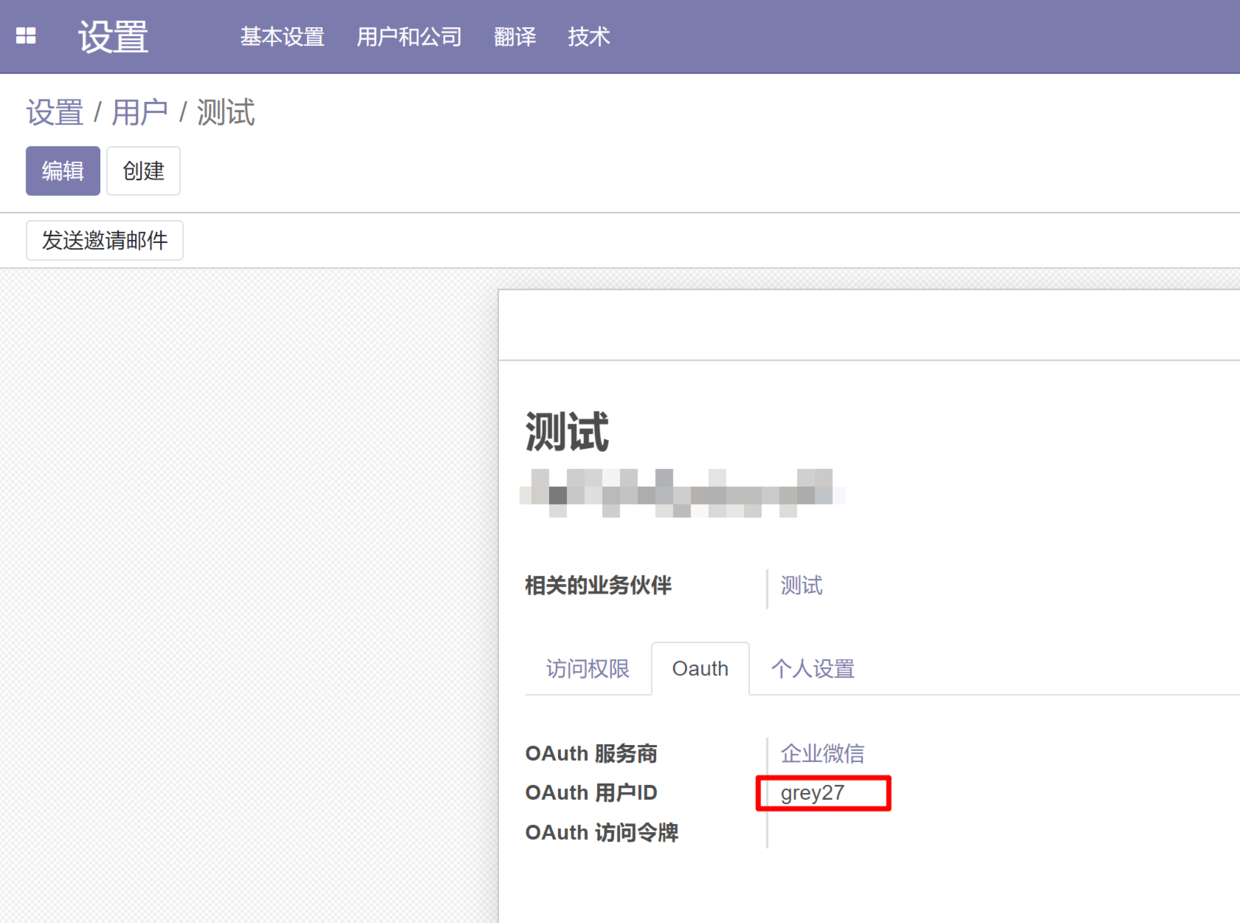 设置 基本设置 用户和公司 翻译 技术
设置 / 用户 / 测试
编辑 创建
发送邀请邮件
测试
相关的业务伙伴 测试
访问权限 Oauth 个人设置
OAuth 服务商 企业微信
OAuth 用户ID grey27
OAuth 访问令牌